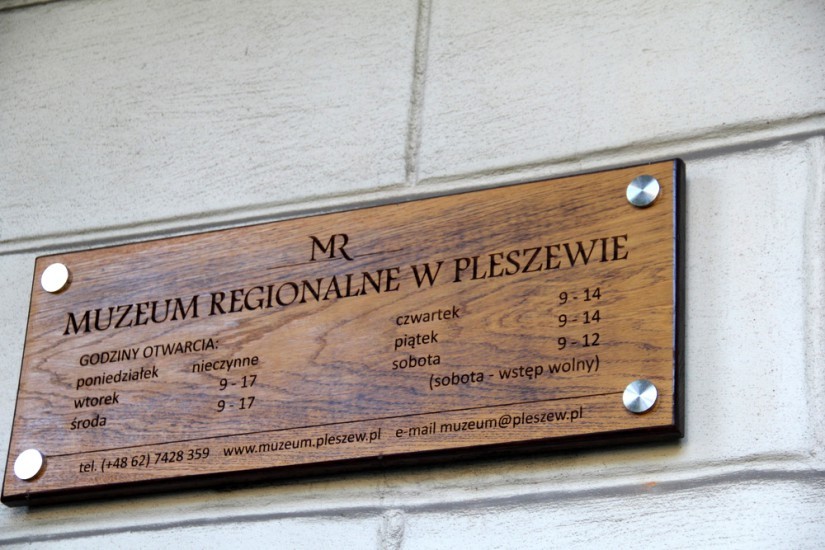 MR
MUZEUM REGIONALNE W PLESZEWIE
GODZINY OTWARCIA:
poniedziałek nieczynne
wtorek 9 - 17
środa 9 - 17
czwartek 9 - 14
piątek 9 - 14
sobota 9 - 12
(sobota - wstęp wolny)
tel. (+48 62) 7428 359 www.muzeum.pleszew.pl e-mail muzeum@pleszew.pl